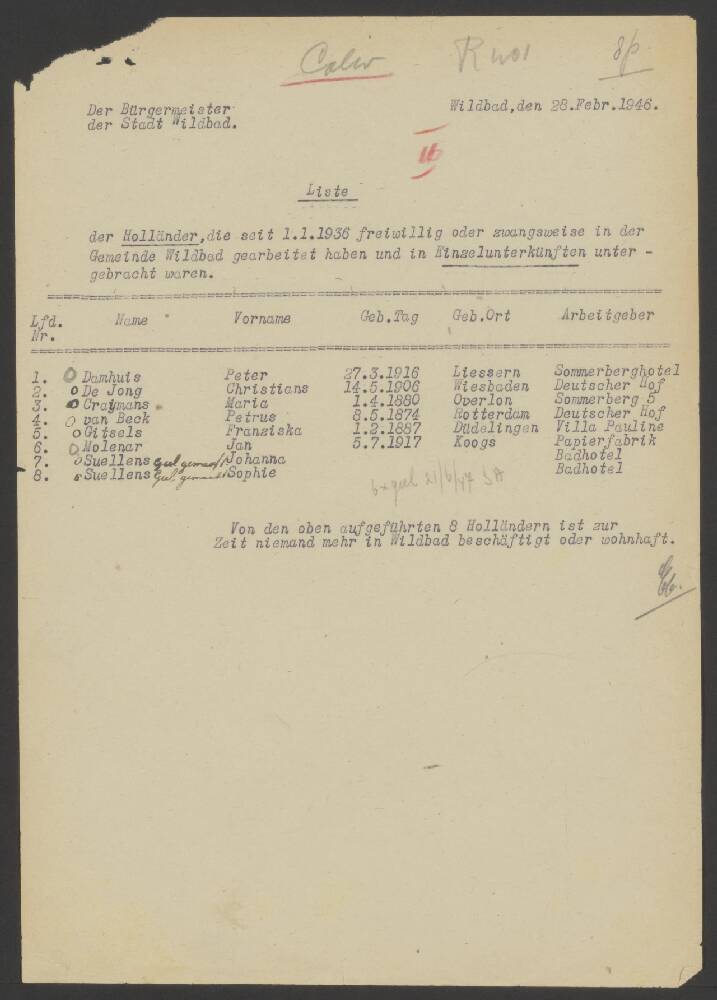 Calw
8p
Der Bürgermeister
der Stadt Wildbad.
Wildbad,den 28.Febr.1946.
16
Liste
der Holländer,die seit 1.1.1936 freiwillig oder zwangsweise in der
Gemeinde Wildbad gearbeitet haben und in Einzelunterkünften unter -
gebracht waren.
Lfd. Nr. Name Vorname Geb.Tag Geb.Ort Arbeitgeber
1. Damhuis Peter 27.3.1916 Liessern Sommerberghotel
2. De Jong Christians 14.5.1906 Wiesbaden Deutscher Hof
3. Craymans Maria 1.4.1880 Overlon Sommerberg 5
4. van Beck Petrus 8.5.1874 Rotterdam Deutscher Hof
5. Gitsels Franziska 1.2.1887 Düdelingen Villa Pauline
6. Molenar Jan 5.7.1917 Koogs Papierfabrik
7. Suellens Johanna Badhotel
8. Suellens Sophie Badhotel
21/6/47
Von den oben aufgeführten 8 Holländern ist zur
Zeit niemand mehr in Wildbad beschäftigt oder wohnhaft.